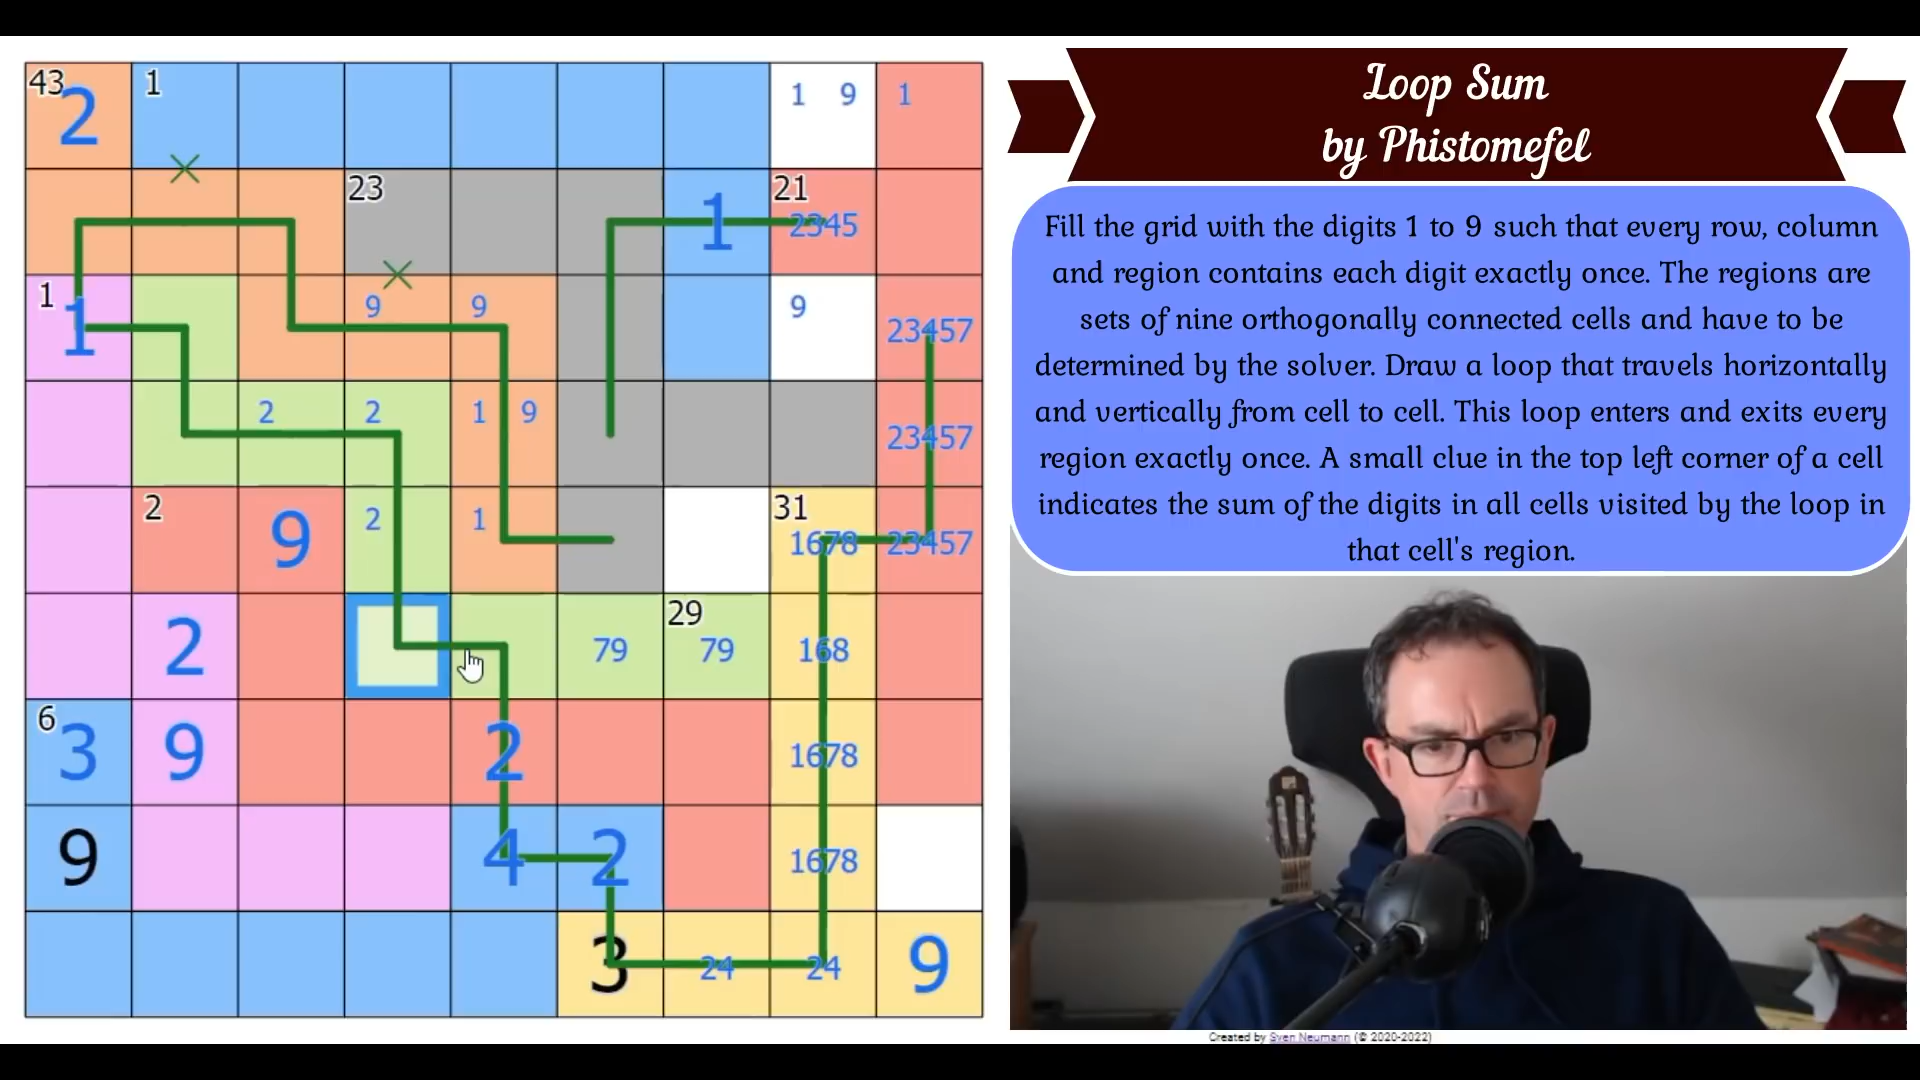 Loop Sum
by Phistomefel
Fill the grid with the digits 1 to 9 such that every row, column
and region contains each digit exactly once. The regions are
sets of nine orthogonally connected cells and have to be
determined by the solver. Draw a loop that travels horizontally
and vertically from cell to cell. This loop enters and exits every
region exactly once. A small clue in the top left corner of a cell
indicates the sum of the digits in all cells visited by the loop in
that cell's region.
43 2 1 1 9 1
23 1 21 2345
1 1 9 9 9 23457
2 2 1 9 23457
2 9 2 1 31 1678 23457
2 79 29 79 168
6 3 9 2 1678
9 4 2 1678
3 24 24 9
Created by Sven Neumann (© 2020-2022)